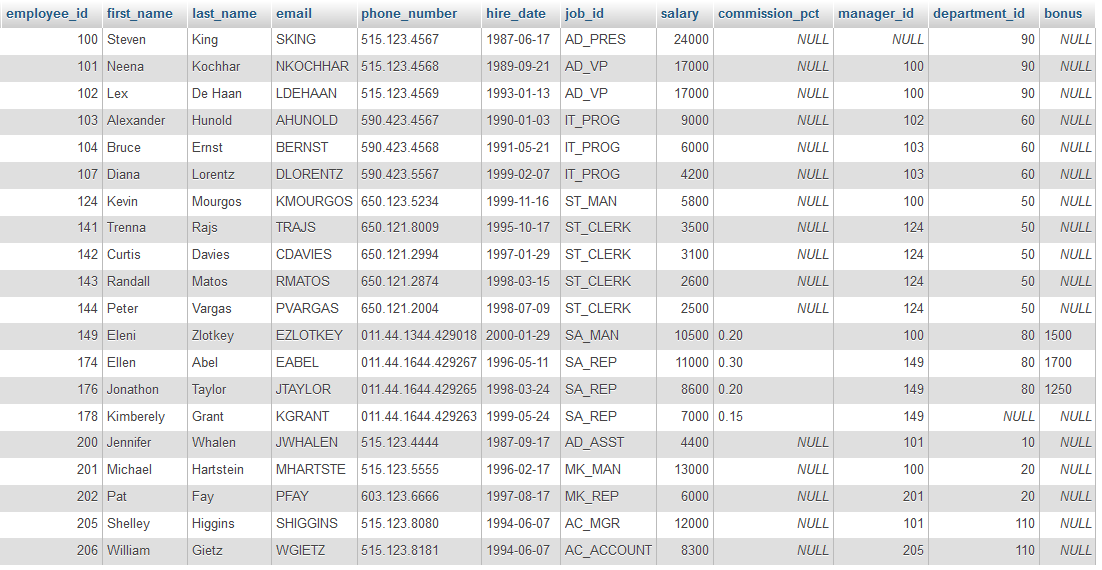 employee_id first_name last_name email phone_number hire_date job_id salary commission_pct manager_id department_id bonus
100 Steven King SKING 515.123.4567 1987-06-17 AD_PRES 24000 NULL NULL 90 NULL
101 Neena Kochhar NKOCHHAR 515.123.4568 1989-09-21 AD_VP 17000 NULL 100 90 NULL
102 Lex De Haan LDEHAAN 515.123.4569 1993-01-13 AD_VP 17000 NULL 100 90 NULL
103 Alexander Hunold AHUNOLD 590.423.4567 1990-01-03 IT_PROG 9000 NULL 102 60 NULL
104 Bruce Ernst BERNST 590.423.4568 1991-05-21 IT_PROG 6000 NULL 103 60 NULL
107 Diana Lorentz DLORENTZ 590.423.5567 1999-02-07 IT_PROG 4200 NULL 103 60 NULL
124 Kevin Mourgos KMOURGOS 650.123.5234 1999-11-16 ST_MAN 5800 NULL 100 50 NULL
141 Trenna Rajs TRAJS 650.121.8009 1995-10-17 ST_CLERK 3500 NULL 124 50 NULL
142 Curtis Davies CDAVIES 650.121.2994 1997-01-29 ST_CLERK 3100 NULL 124 50 NULL
143 Randall Matos RMATOS 650.121.2874 1998-03-15 ST_CLERK 2600 NULL 124 50 NULL
144 Peter Vargas PVARGAS 650.121.2004 1998-07-09 ST_CLERK 2500 NULL 124 50 NULL
149 Eleni Zlotkey EZLOTKEY 011.44.1344.429018 2000-01-29 SA_MAN 10500 0.20 100 80 1500
174 Ellen Abel EABEL 011.44.1644.429267 1996-05-11 SA_REP 11000 0.30 149 80 1700
176 Jonathon Taylor JTAYLOR 011.44.1644.429265 1998-03-24 SA_REP 8600 0.20 149 80 1250
178 Kimberely Grant KGRANT 011.44.1644.429263 1999-05-24 SA_REP 7000 0.15 149 NULL NULL
200 Jennifer Whalen JWHALEN 515.123.4444 1987-09-17 AD_ASST 4400 NULL 101 10 NULL
201 Michael Hartstein MHARTSTE 515.123.5555 1996-02-17 MK_MAN 13000 NULL 100 20 NULL
202 Pat Fay PFAY 603.123.6666 1997-08-17 MK_REP 6000 NULL 201 20 NULL
205 Shelley Higgins SHIGGINS 515.123.8080 1994-06-07 AC_MGR 12000 NULL 101 110 NULL
206 William Gietz WGIETZ 515.123.8181 1994-06-07 AC_ACCOUNT 8300 NULL 205 110 NULL